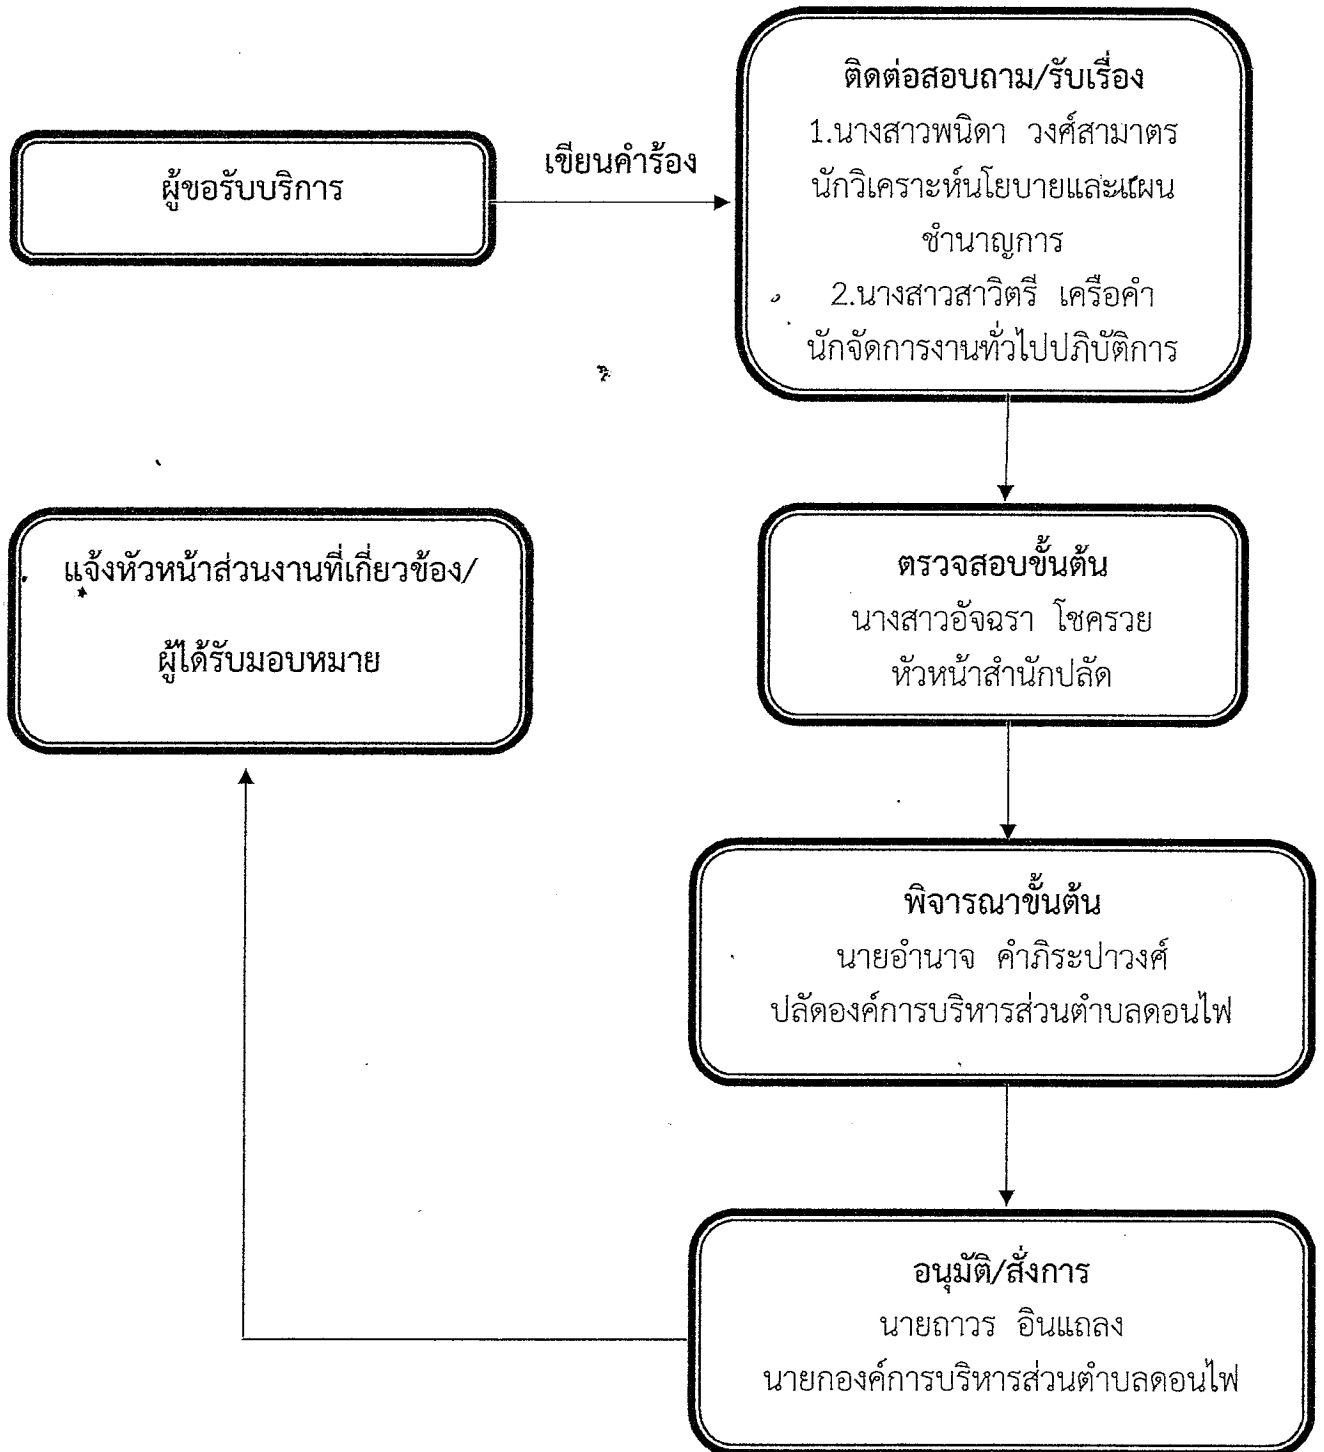 ผู้ขอรับบริการ
เขียนคำร้อง
ติดต่อสอบถาม/รับเรื่อง
1.นางสาวพนิดา วงศ์สามาตร
นักวิเคราะห์นโยบายและแผน
ชำนาญการ
2.นางสาวสาวิตรี เครือคำ
นักจัดการงานทั่วไปปฏิบัติการ
ตรวจสอบขั้นต้น
นางสาวอัจฉรา โชครวย
หัวหน้าสำนักปลัด
พิจารณาขั้นต้น
นายอำนาจ คำภิระปาวงศ์
ปลัดองค์การบริหารส่วนตำบลดอนไฟ
อนุมัติ/สั่งการ
นายถาวร อินแถลง
นายกองค์การบริหารส่วนตำบลดอนไฟ
แจ้งหัวหน้าส่วนงานที่เกี่ยวข้อง/
ผู้ได้รับมอบหมาย